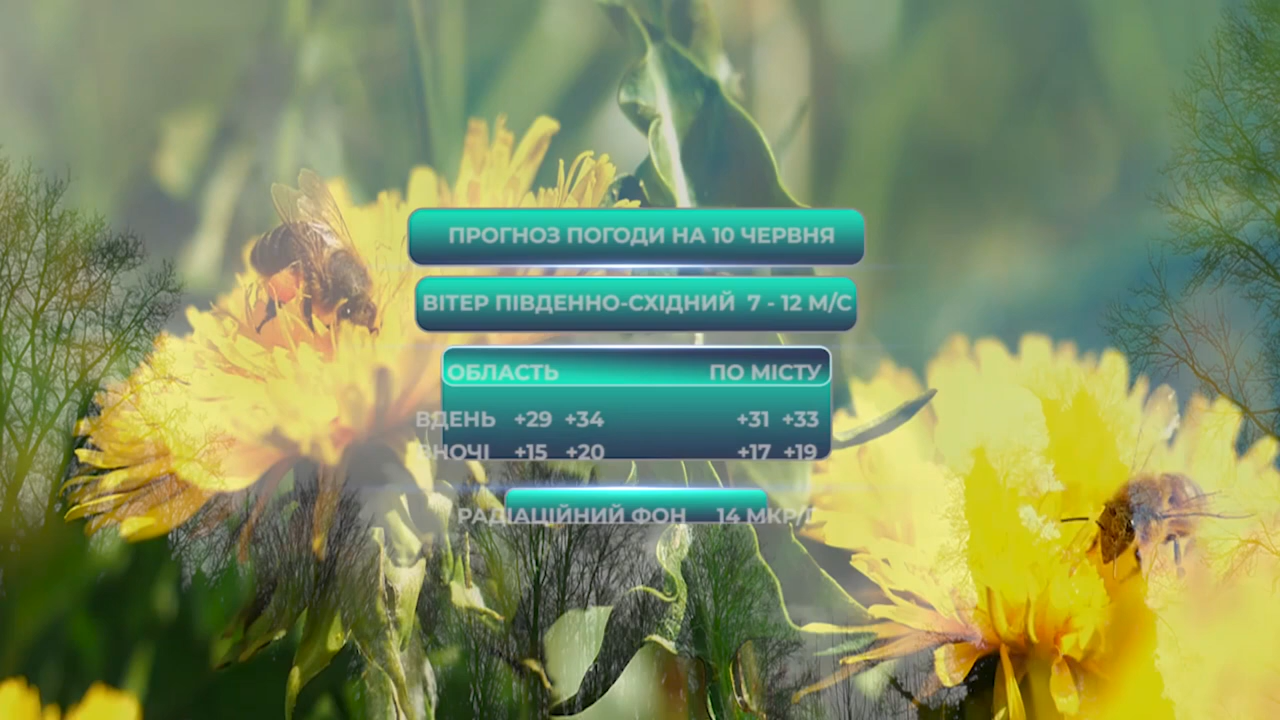 ПРОГНОЗ ПОГОДИ НА 10 ЧЕРВНЯ
ВІТЕР ПІВДЕННО-СХІДНИЙ 7 - 12 М/С
ОБЛАСТЬ ПО МІСТУ
ВДЕНЬ +29 +34 +31 +33
ВНОЧІ +15 +20 +17 +19
РАДІАЦІЙНИЙ ФОН 14 МКР/Г